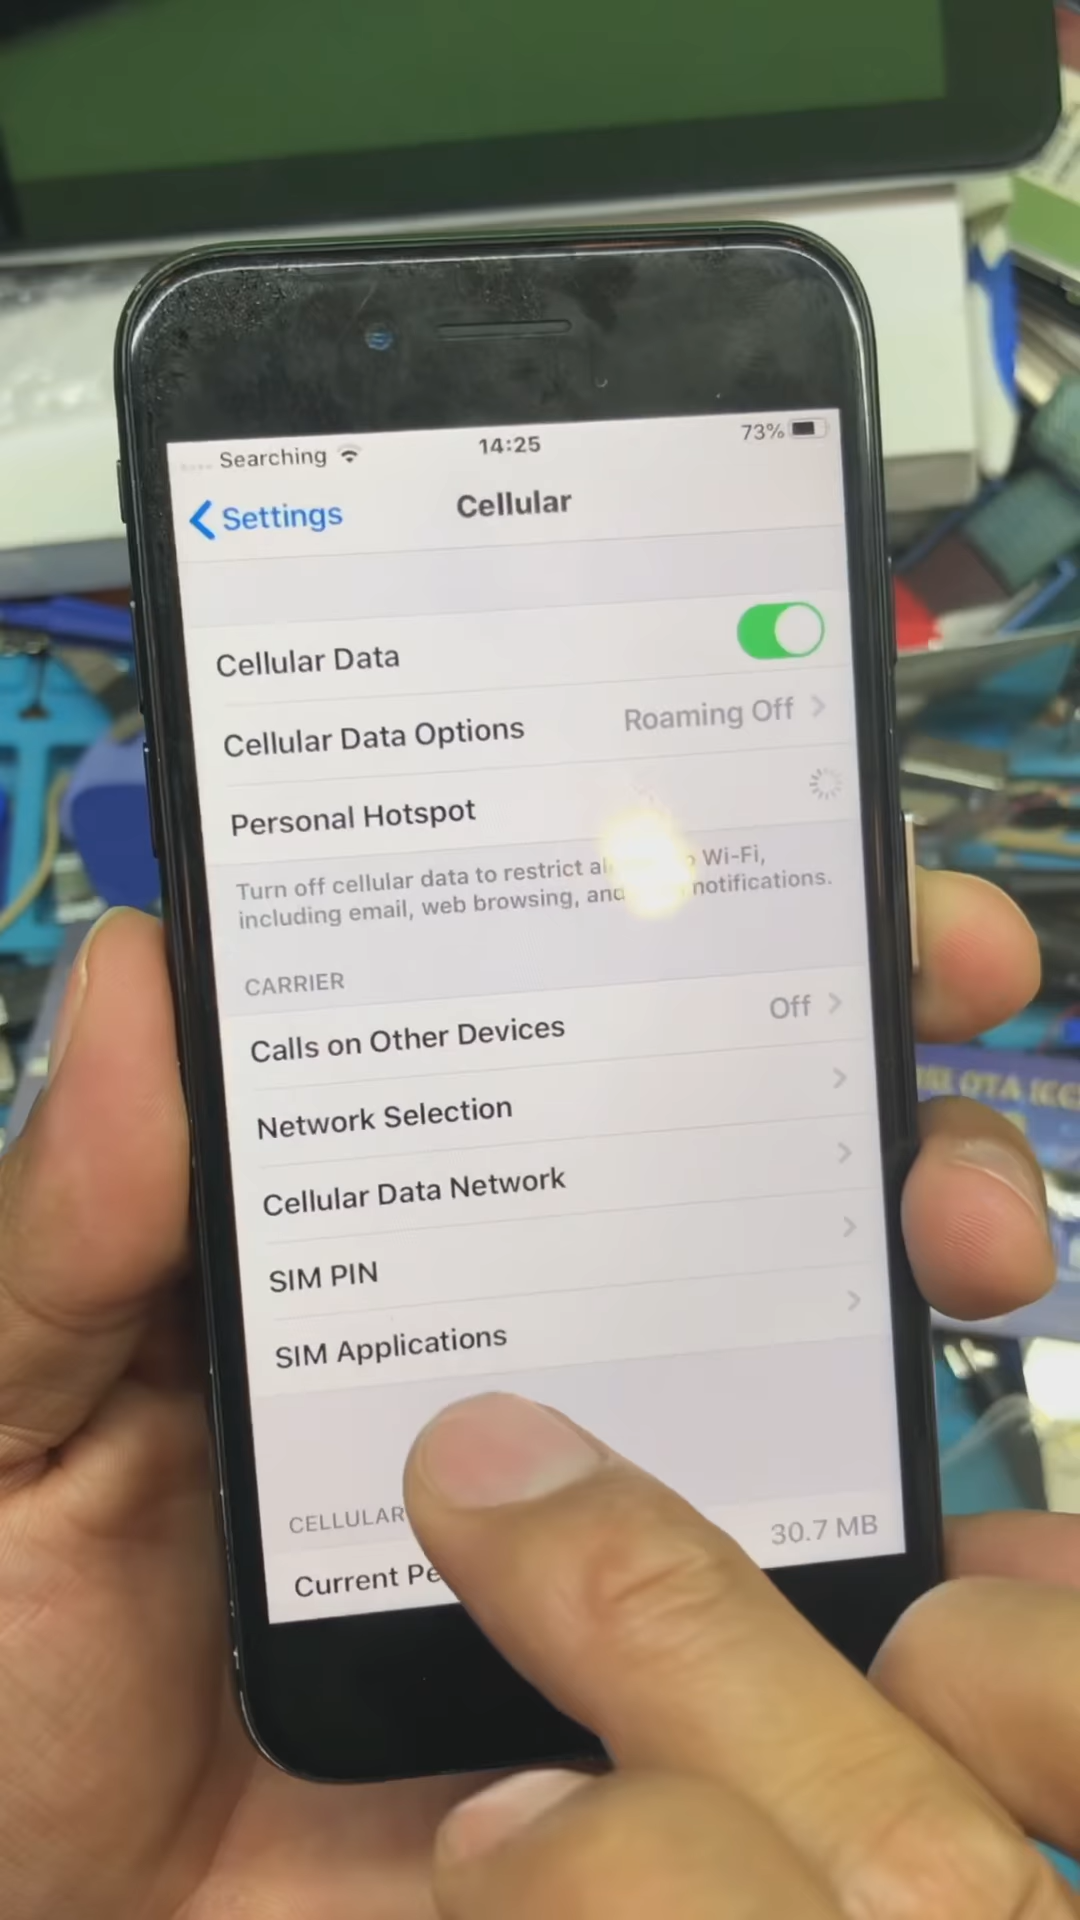 Searching 14:25 73%
Settings Cellular
Cellular Data
Cellular Data Options Roaming Off
Personal Hotspot
Turn off cellular data to restrict Wi-Fi,
including email, web browsing, and notifications.
CARRIER
Calls on Other Devices Off
Network Selection
Cellular Data Network
SIM PIN
SIM Applications
CELLULAR
Current 30.7 MB
OTA